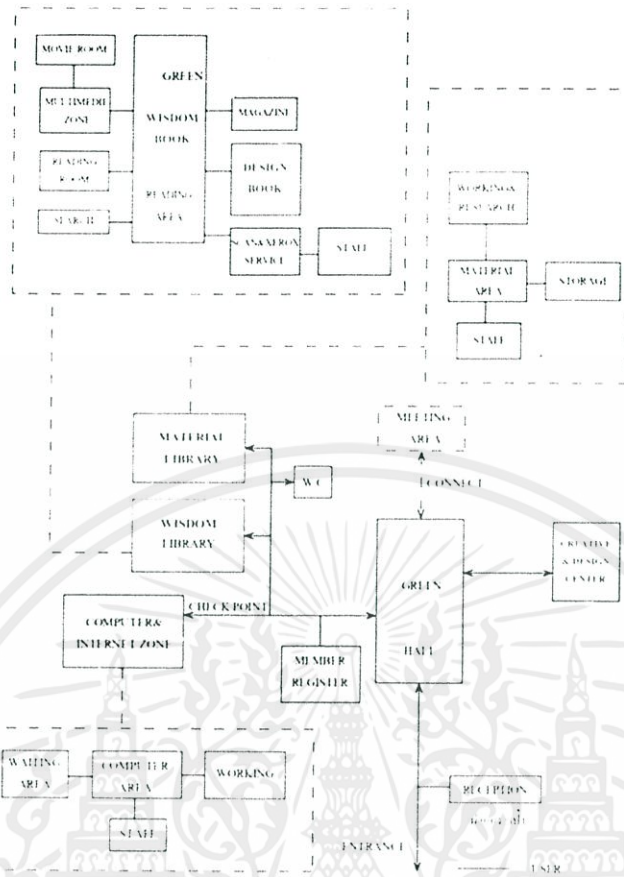 MOVIE ROOM
GREEN
WISDOM
BOOK
READING
AREA
MULTIMEDIE
ZONE
MAGAZINE
READING
ROOM
DESIGN
BOOK
SEARCH
SCAN&XEROX
SERVICE
STAFF
WORKING&
RESEARCH
MATERIAL
AREA
STORAGE
STAFF
MATERIAL
LIBRARY
W.C
MEETING
AREA
CONNECT
WISDOM
LIBRARY
GREEN
HALL
CREATIVE
& DESIGN
CENTER
CHECK POINT
COMPUTER&
INTERNET ZONE
MEMBER
REGISTER
WAITING
AREA
COMPUTER
AREA
WORKING
STAFF
RECEPTION
ENTRANCE
USER